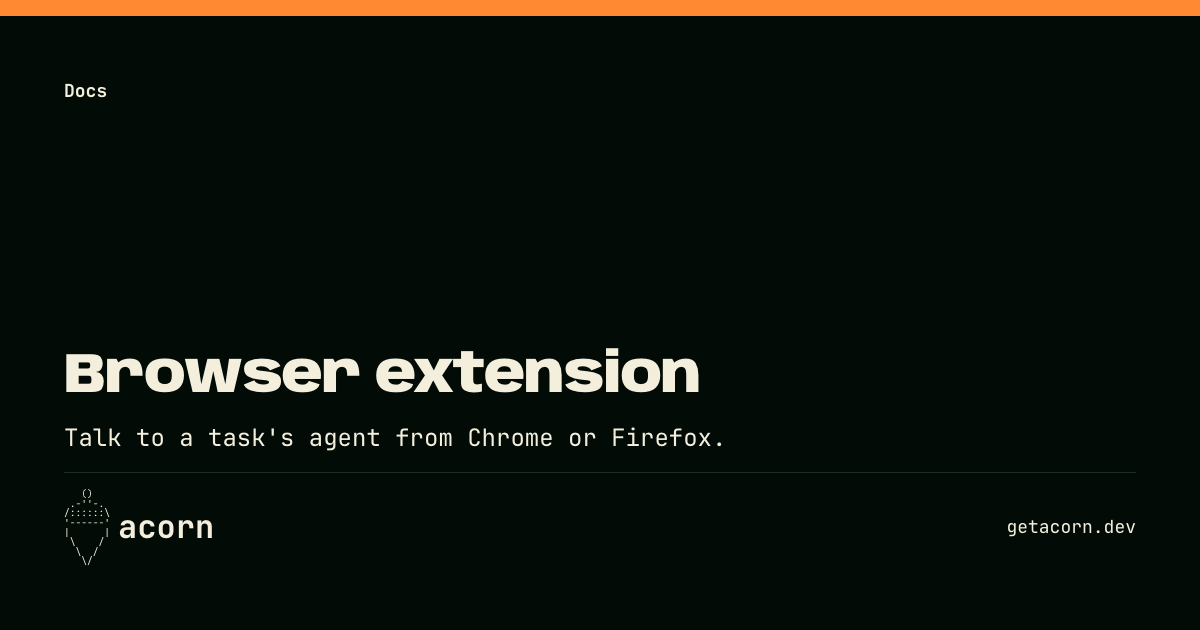 Docs
Browser extension
Talk to a task's agent from Chrome or Firefox.
acorn
getacorn.dev